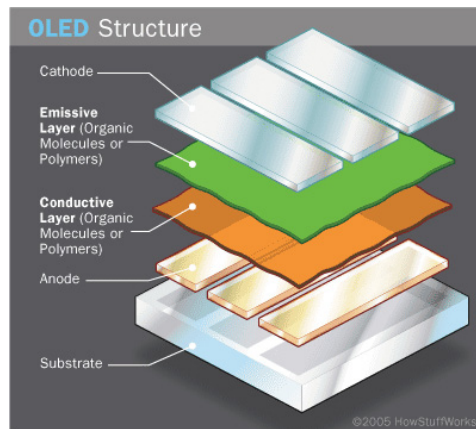 OLED Structure
Cathode
Emissive
Layer (Organic
Molecules or
Polymers)
Conductive
Layer (Organic
Molecules or
Polymers)
Anode
Substrate
©2005 HowStuffWorks